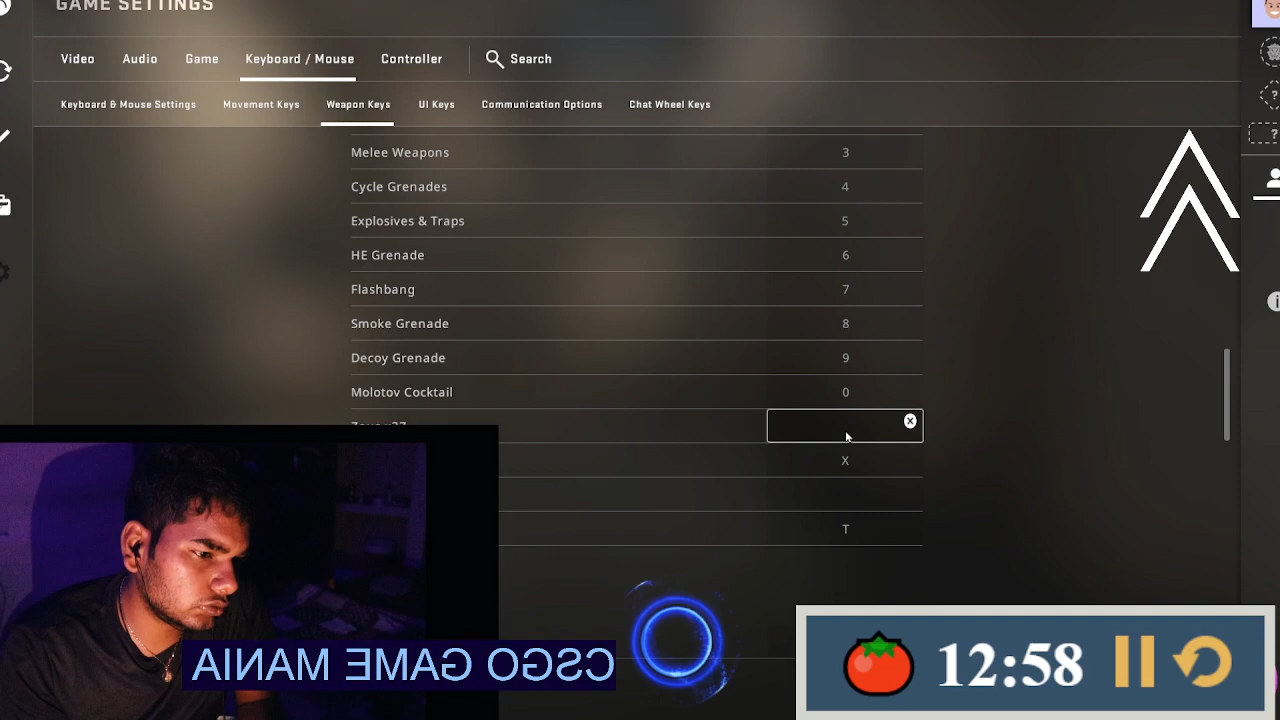 GAME SETTINGS
Video Audio Game Keyboard / Mouse Controller Search
Keyboard & Mouse Settings Movement Keys Weapon Keys UI Keys Communication Options Chat Wheel Keys
Melee Weapons 3
Cycle Grenades 4
Explosives & Traps 5
HE Grenade 6
Flashbang 7
Smoke Grenade 8
Decoy Grenade 9
Molotov Cocktail 0
X
T
CSGO GAME MANIA
12:58